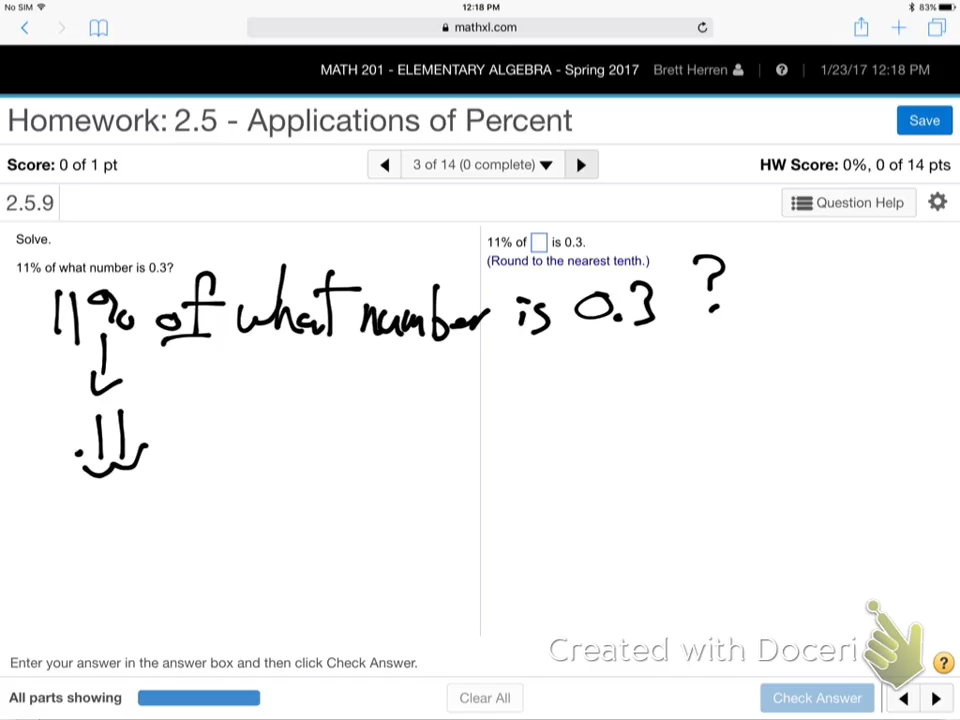 No SIM 12:18 PM 83%
mathxl.com
MATH 201 - ELEMENTARY ALGEBRA - Spring 2017 Brett Herren ? 1/23/17 12:18 PM
Homework: 2.5 - Applications of Percent Save
Score: 0 of 1 pt 3 of 14 (0 complete) HW Score: 0%, 0 of 14 pts
2.5.9 Question Help
Solve.
11% of what number is 0.3?
11% of is 0.3.
(Round to the nearest tenth.)
11% of what number is 0.3 ?
.11
Created with Doceri
Enter your answer in the answer box and then click Check Answer. ?
All parts showing Clear All Check Answer